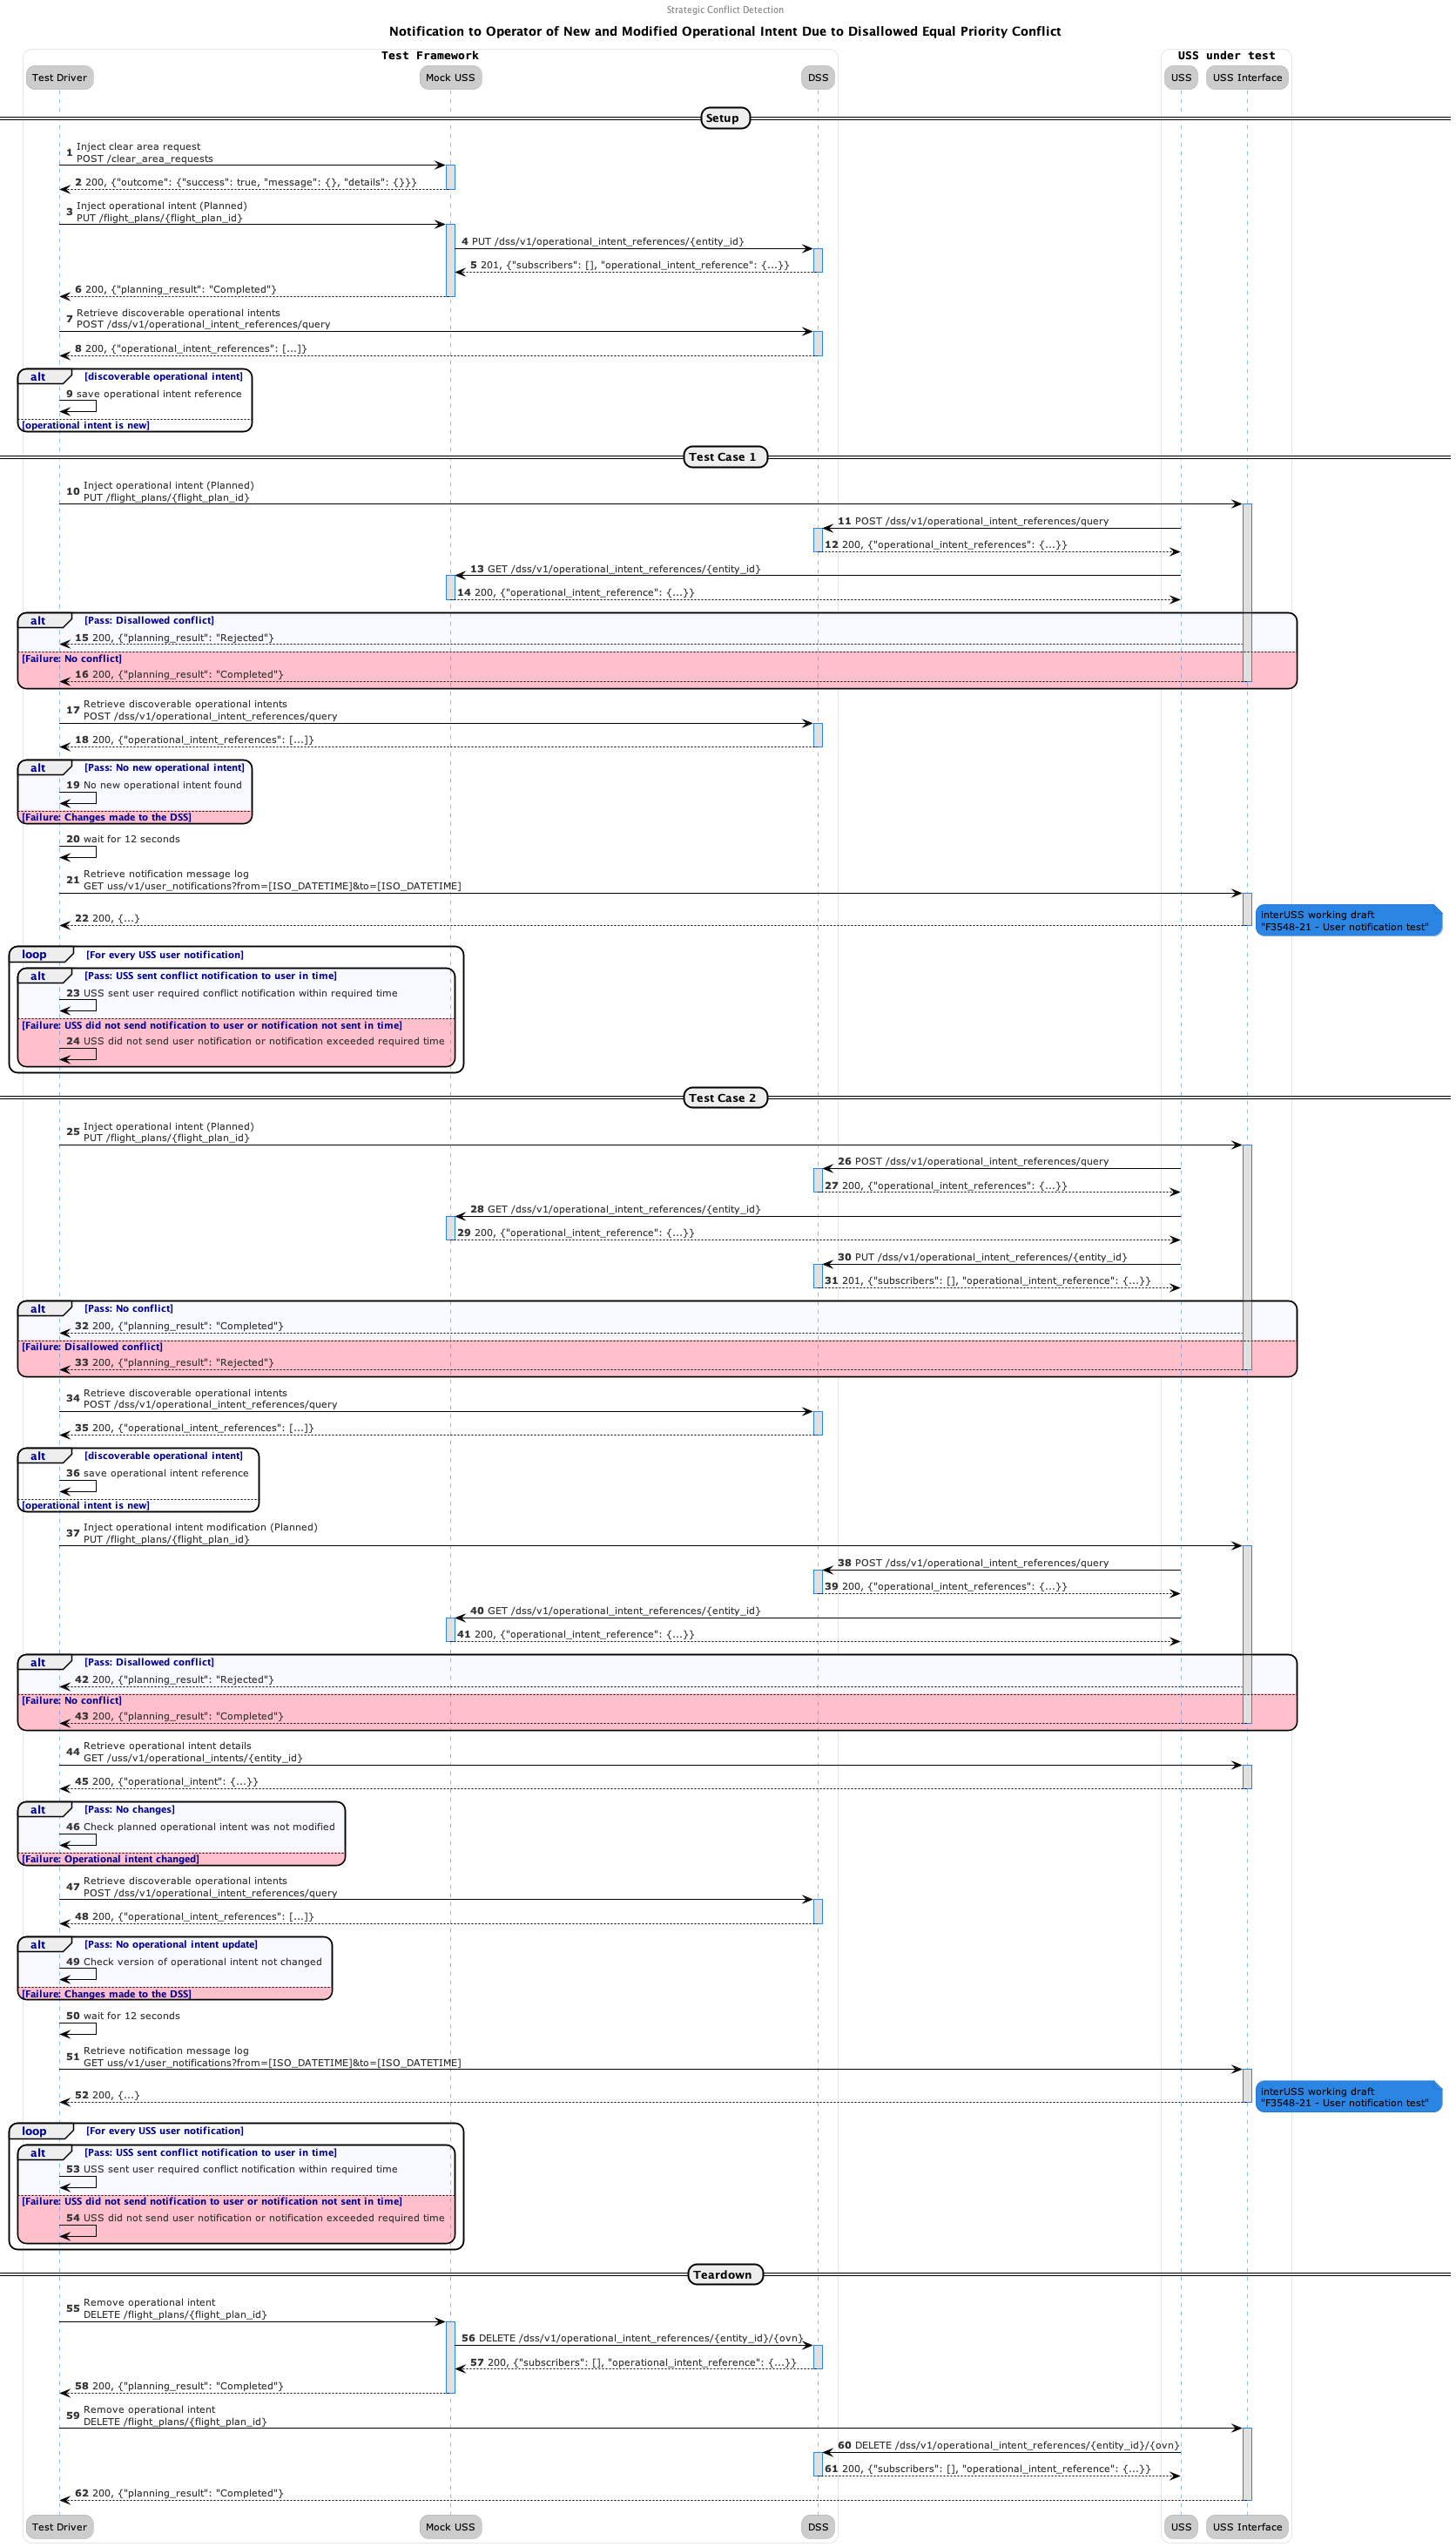 Strategic Conflict Detection
Notification to Operator of New and Modified Operational Intent Due to Disallowed Equal Priority Conflict
Test Framework
USS under test
Test Driver
Mock USS
DSS
USS
USS Interface
Setup
1 Inject clear area request
POST /clear_area_requests
2 200, {"outcome": {"success": true, "message": {}, "details": {}}}
3 Inject operational intent (Planned)
PUT /flight_plans/{flight_plan_id}
4 PUT /dss/v1/operational_intent_references/{entity_id}
5 201, {"subscribers": [], "operational_intent_reference": {...}}
6 200, {"planning_result": "Completed"}
7 Retrieve discoverable operational intents
POST /dss/v1/operational_intent_references/query
8 200, {"operational_intent_references": [...]}
alt [discoverable operational intent]
9 save operational intent reference
[operational intent is new]
Test Case 1
10 Inject operational intent (Planned)
PUT /flight_plans/{flight_plan_id}
11 POST /dss/v1/operational_intent_references/query
12 200, {"operational_intent_references": {...}}
13 GET /dss/v1/operational_intent_references/{entity_id}
14 200, {"operational_intent_reference": {...}}
alt [Pass: Disallowed conflict]
15 200, {"planning_result": "Rejected"}
[Failure: No conflict]
16 200, {"planning_result": "Completed"}
17 Retrieve discoverable operational intents
POST /dss/v1/operational_intent_references/query
18 200, {"operational_intent_references": [...]}
alt [Pass: No new operational intent]
19 No new operational intent found
[Failure: Changes made to the DSS]
20 wait for 12 seconds
21 Retrieve notification message log
GET uss/v1/user_notifications?from=[ISO_DATETIME]&to=[ISO_DATETIME]
22 200, {...}
interUSS working draft
"F3548-21 - User notification test"
loop [For every USS user notification]
alt [Pass: USS sent conflict notification to user in time]
23 USS sent user required conflict notification within required time
[Failure: USS did not send notification to user or notification not sent in time]
24 USS did not send user notification or notification exceeded required time
Test Case 2
25 Inject operational intent (Planned)
PUT /flight_plans/{flight_plan_id}
26 POST /dss/v1/operational_intent_references/query
27 200, {"operational_intent_references": {...}}
28 GET /dss/v1/operational_intent_references/{entity_id}
29 200, {"operational_intent_reference": {...}}
30 PUT /dss/v1/operational_intent_references/{entity_id}
31 201, {"subscribers": [], "operational_intent_reference": {...}}
alt [Pass: No conflict]
32 200, {"planning_result": "Completed"}
[Failure: Disallowed conflict]
33 200, {"planning_result": "Rejected"}
34 Retrieve discoverable operational intents
POST /dss/v1/operational_intent_references/query
35 200, {"operational_intent_references": [...]}
alt [discoverable operational intent]
36 save operational intent reference
[operational intent is new]
37 Inject operational intent modification (Planned)
PUT /flight_plans/{flight_plan_id}
38 POST /dss/v1/operational_intent_references/query
39 200, {"operational_intent_references": {...}}
40 GET /dss/v1/operational_intent_references/{entity_id}
41 200, {"operational_intent_reference": {...}}
alt [Pass: Disallowed conflict]
42 200, {"planning_result": "Rejected"}
[Failure: No conflict]
43 200, {"planning_result": "Completed"}
44 Retrieve operational intent details
GET /uss/v1/operational_intents/{entity_id}
45 200, {"operational_intent": {...}}
alt [Pass: No changes]
46 Check planned operational intent was not modified
[Failure: Operational intent changed]
47 Retrieve discoverable operational intents
POST /dss/v1/operational_intent_references/query
48 200, {"operational_intent_references": [...]}
alt [Pass: No operational intent update]
49 Check version of operational intent not changed
[Failure: Changes made to the DSS]
50 wait for 12 seconds
51 Retrieve notification message log
GET uss/v1/user_notifications?from=[ISO_DATETIME]&to=[ISO_DATETIME]
52 200, {...}
interUSS working draft
"F3548-21 - User notification test"
loop [For every USS user notification]
alt [Pass: USS sent conflict notification to user in time]
53 USS sent user required conflict notification within required time
[Failure: USS did not send notification to user or notification not sent in time]
54 USS did not send user notification or notification exceeded required time
Teardown
55 Remove operational intent
DELETE /flight_plans/{flight_plan_id}
56 DELETE /dss/v1/operational_intent_references/{entity_id}/{ovn}
57 200, {"subscribers": [], "operational_intent_reference": {...}}
58 200, {"planning_result": "Completed"}
59 Remove operational intent
DELETE /flight_plans/{flight_plan_id}
60 DELETE /dss/v1/operational_intent_references/{entity_id}/{ovn}
61 200, {"subscribers": [], "operational_intent_reference": {...}}
62 200, {"planning_result": "Completed"}
Test Driver
Mock USS
DSS
USS
USS Interface